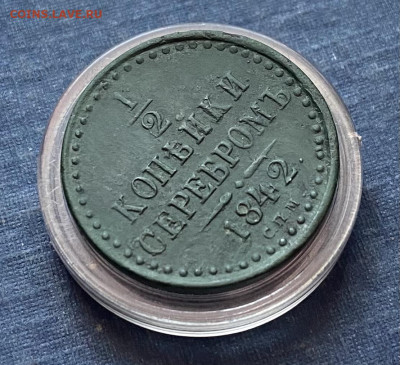 COINS.LAVE.RU
1/2
КОПѢЙКИ
СЕРЕБРОМЪ
1842.